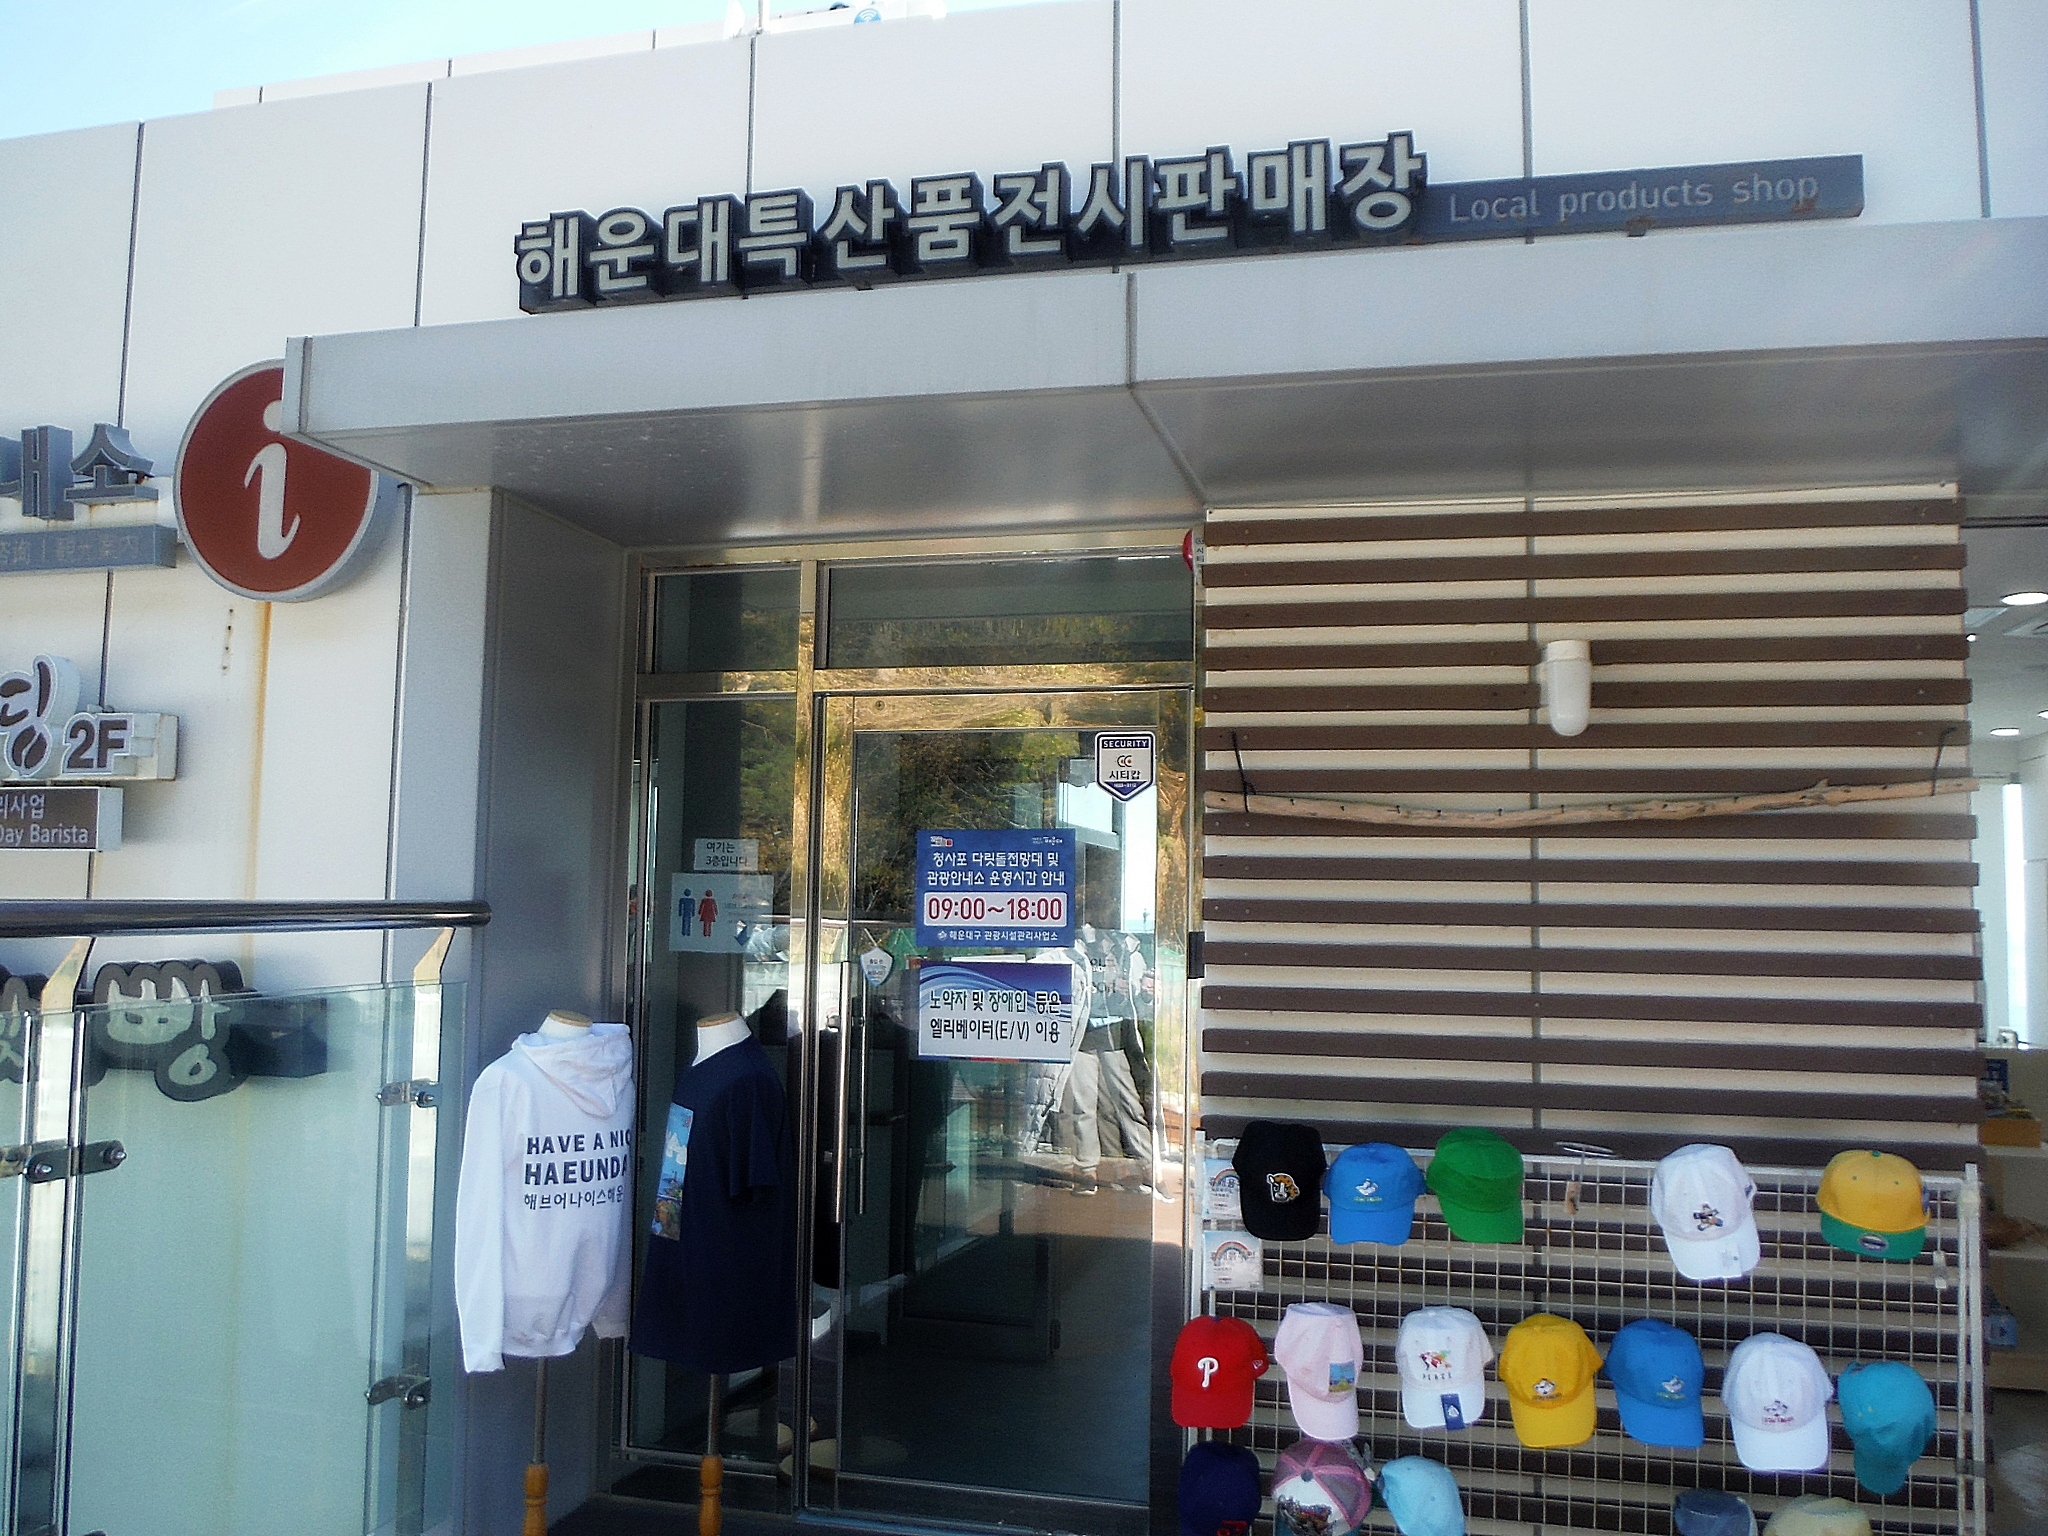 해운대특산품전시판매장
Local products shop
내소
i
2F
리사업
Day Barista
빵
여기는
3층입니다
SECURITY
시티캅
청사포 다릿돌전망대 및
관광안내소 운영시간 안내
09:00~18:00
해운대구 관광시설관리사업소
노약자 및 장애인 등은
엘리베이터(E/V) 이용
HAVE A NIC
HAEUNDA
해브어나이스해운
P
PEACE